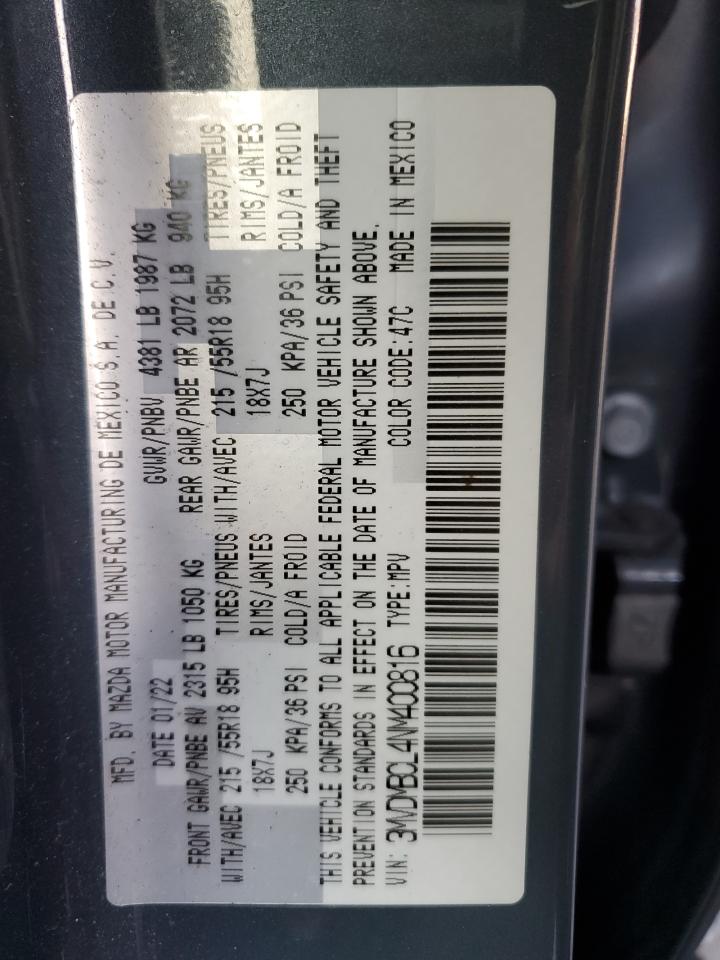 MFD. BY MAZDA MOTOR MANUFACTURING DE MEXICO S.A. DE C.V.
DATE 01/22 GVWR/PNBV 4381 LB 1987 KG
FRONT GAWR/PNBE AV 2315 LB 1050 KG REAR GAWR/PNBE AR 2072 LB 940 KG
WITH/AVEC 215 /55R18 95H TIRES/PNEUS WITH/AVEC 215 /55R18 95H TIRES/PNEUS
18X7J RIMS/JANTES 18X7J RIMS/JANTES
250 KPA/36 PSI COLD/A FROID 250 KPA/36 PSI COLD/A FROID
THIS VEHICLE CONFORMS TO ALL APPLICABLE FEDERAL MOTOR VEHICLE SAFETY AND THEFT
PREVENTION STANDARDS IN EFFECT ON THE DATE OF MANUFACTURE SHOWN ABOVE.
VIN: 3MVDMBCL4NM400816 TYPE:MPV COLOR CODE:47C MADE IN MEXICO